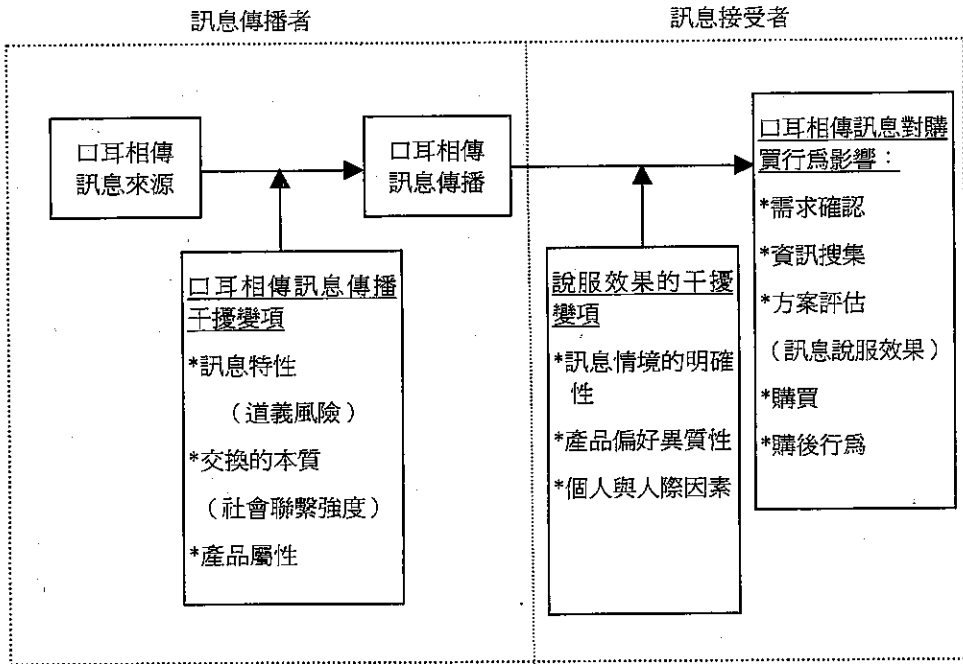 訊息傳播者
訊息接受者
口耳相傳
訊息來源
口耳相傳
訊息傳播
口耳相傳訊息傳播
干擾變項
*訊息特性
（道義風險）
*交換的本質
（社會聯繫強度）
*產品屬性
說服效果的干擾
變項
*訊息情境的明確
性
*產品偏好異質性
*個人與人際因素
口耳相傳訊息對購
買行為影響：
*需求確認
*資訊搜集
*方案評估
（訊息說服效果）
*購買
*購後行為